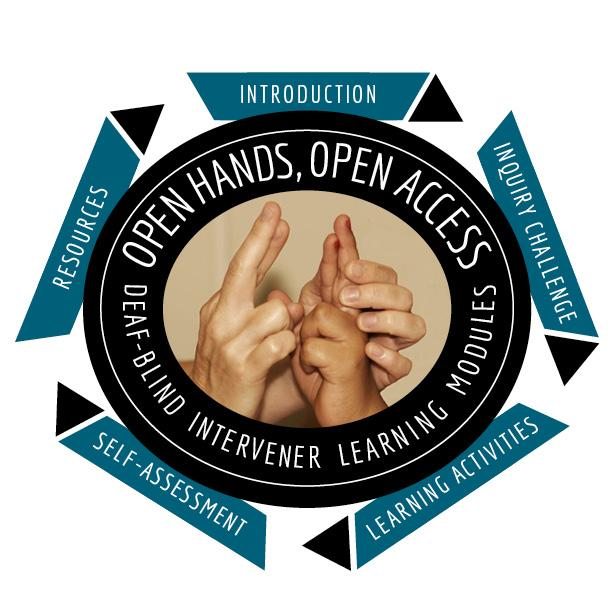 INTRODUCTION
INQUIRY CHALLENGE
LEARNING ACTIVITIES
SELF-ASSESSMENT
RESOURCES
OPEN HANDS, OPEN ACCESS
DEAF-BLIND INTERVENER LEARNING MODULES